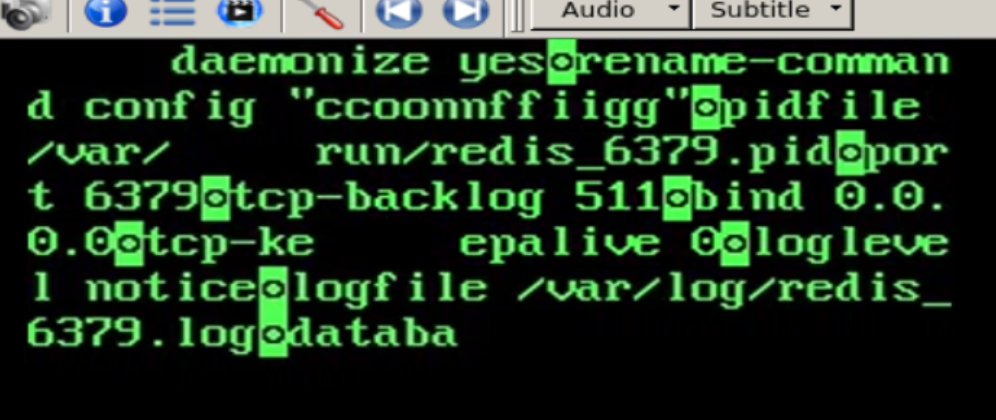 Audio Subtitle
daemonize yes◘rename-comman
d config "ccoonnffiigg"◘pidfile
/var/ run/redis_6379.pid◘por
t 6379◘tcp-backlog 511◘bind 0.0.
0.0◘tcp-ke epalive 0◘logleve
l notice◘logfile /var/log/redis_
6379.log◘databa